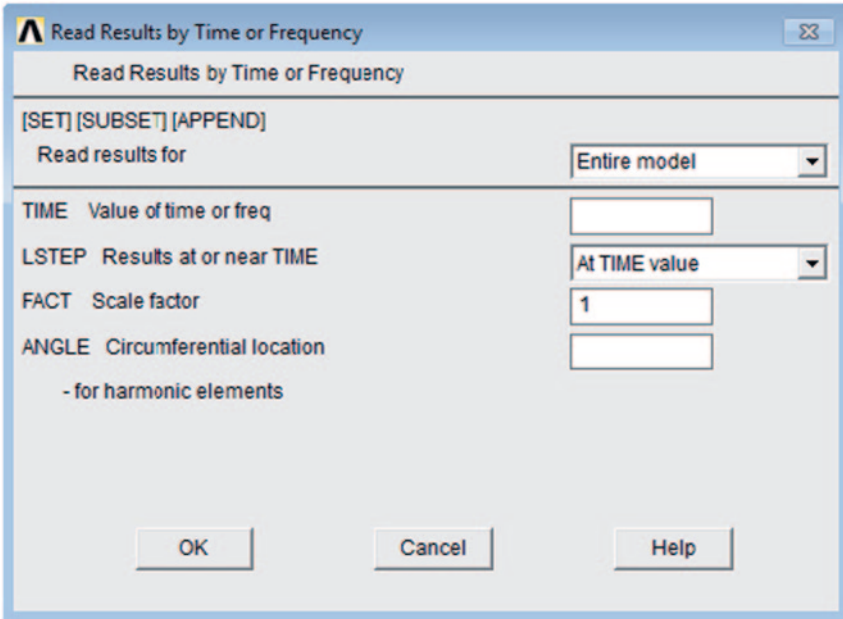 Read Results by Time or Frequency
Read Results by Time or Frequency
[SET] [SUBSET] [APPEND]
Read results for Entire model
TIME Value of time or freq
LSTEP Results at or near TIME At TIME value
FACT Scale factor 1
ANGLE Circumferential location
- for harmonic elements
OK Cancel Help